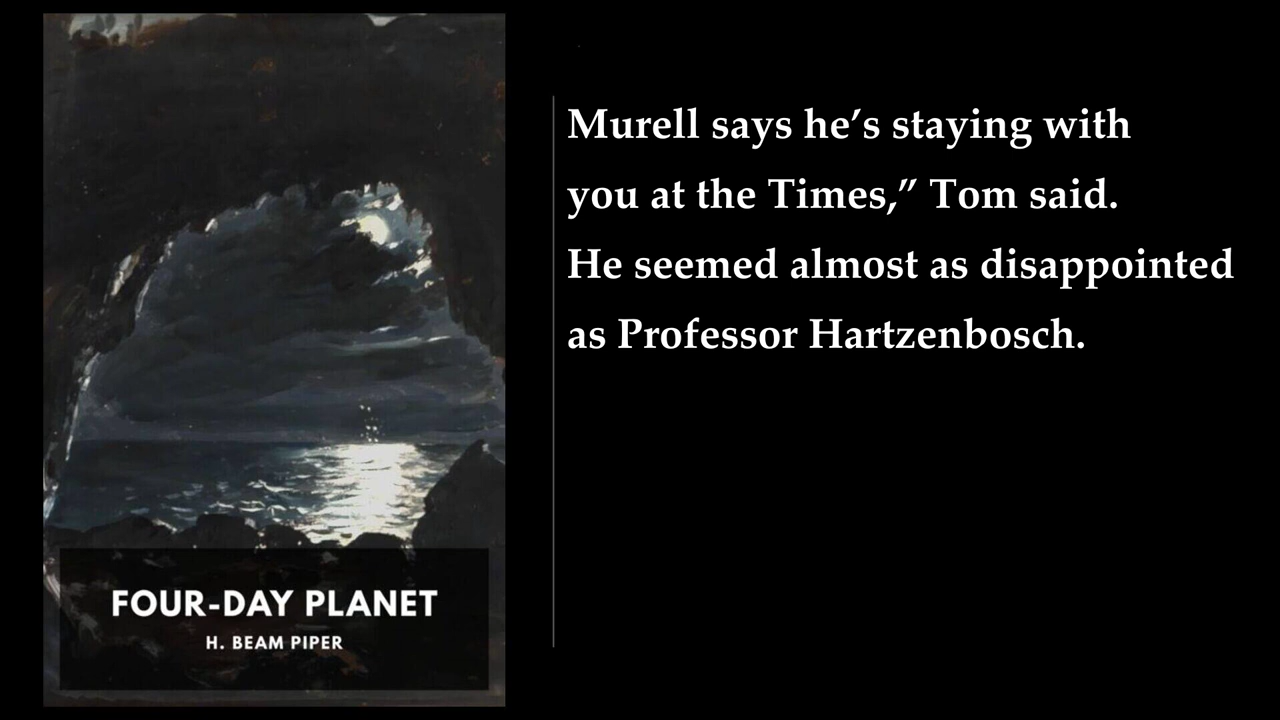 Murell says he’s staying with
you at the Times,” Tom said.
He seemed almost as disappointed
as Professor Hartzenbosch.
FOUR-DAY PLANET
H. BEAM PIPER